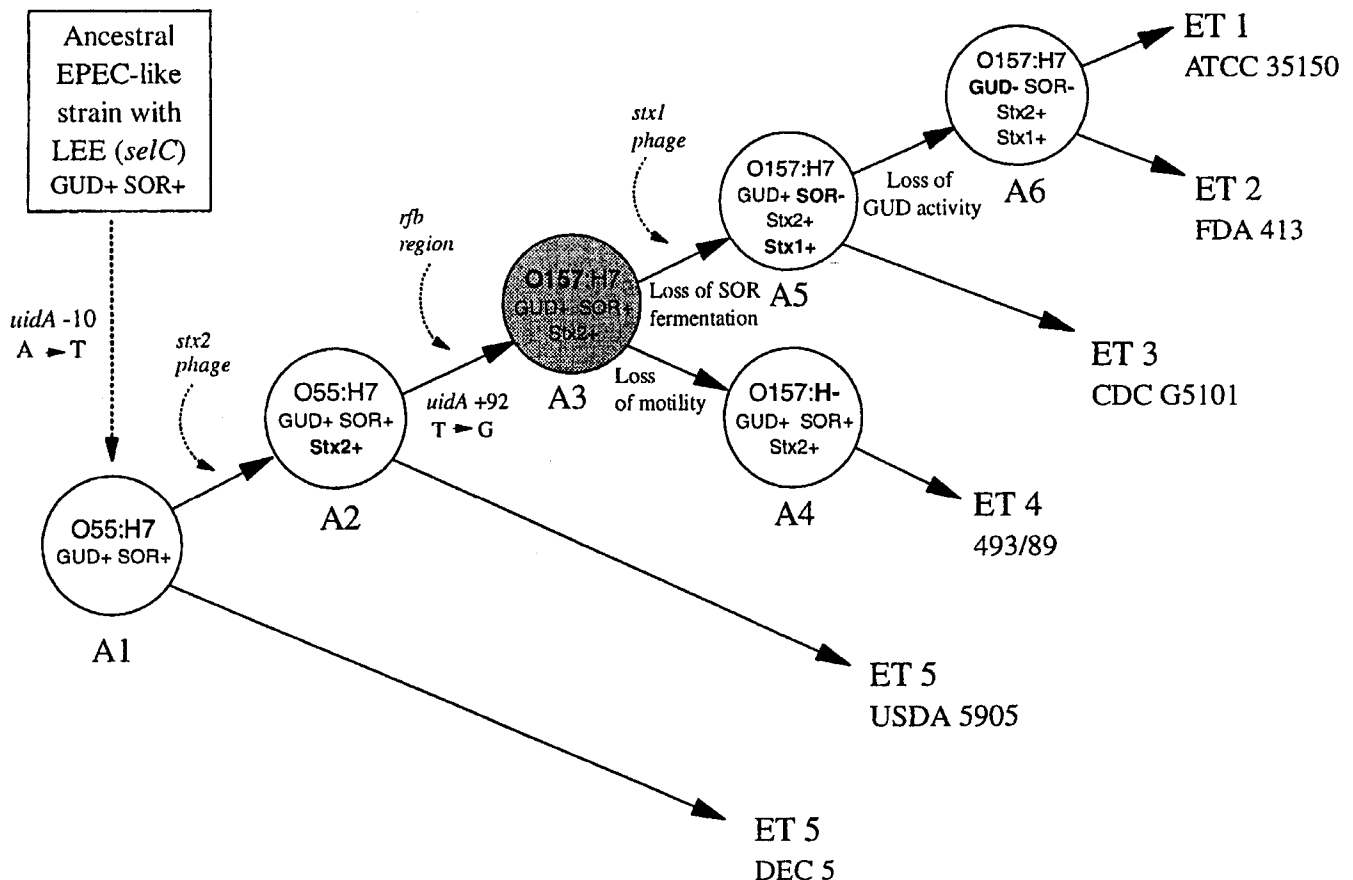 Ancestral
EPEC-like
strain with
LEE (selC)
GUD+ SOR+
uidA -10
A ► T
O55:H7
GUD+ SOR+
A1
stx2
phage
O55:H7
GUD+ SOR+
Stx2+
A2
rfb
region
uidA +92
T ► G
O157:H7
GUD+ SOR+
Stx2+
A3
Loss of SOR
fermentation
Loss
of motility
stx1
phage
O157:H7
GUD+ SOR-
Stx2+
Stx1+
A5
O157:H-
GUD+ SOR+
Stx2+
A4
Loss of
GUD activity
O157:H7
GUD- SOR-
Stx2+
Stx1+
A6
ET 1
ATCC 35150
ET 2
FDA 413
ET 3
CDC G5101
ET 4
493/89
ET 5
USDA 5905
ET 5
DEC 5